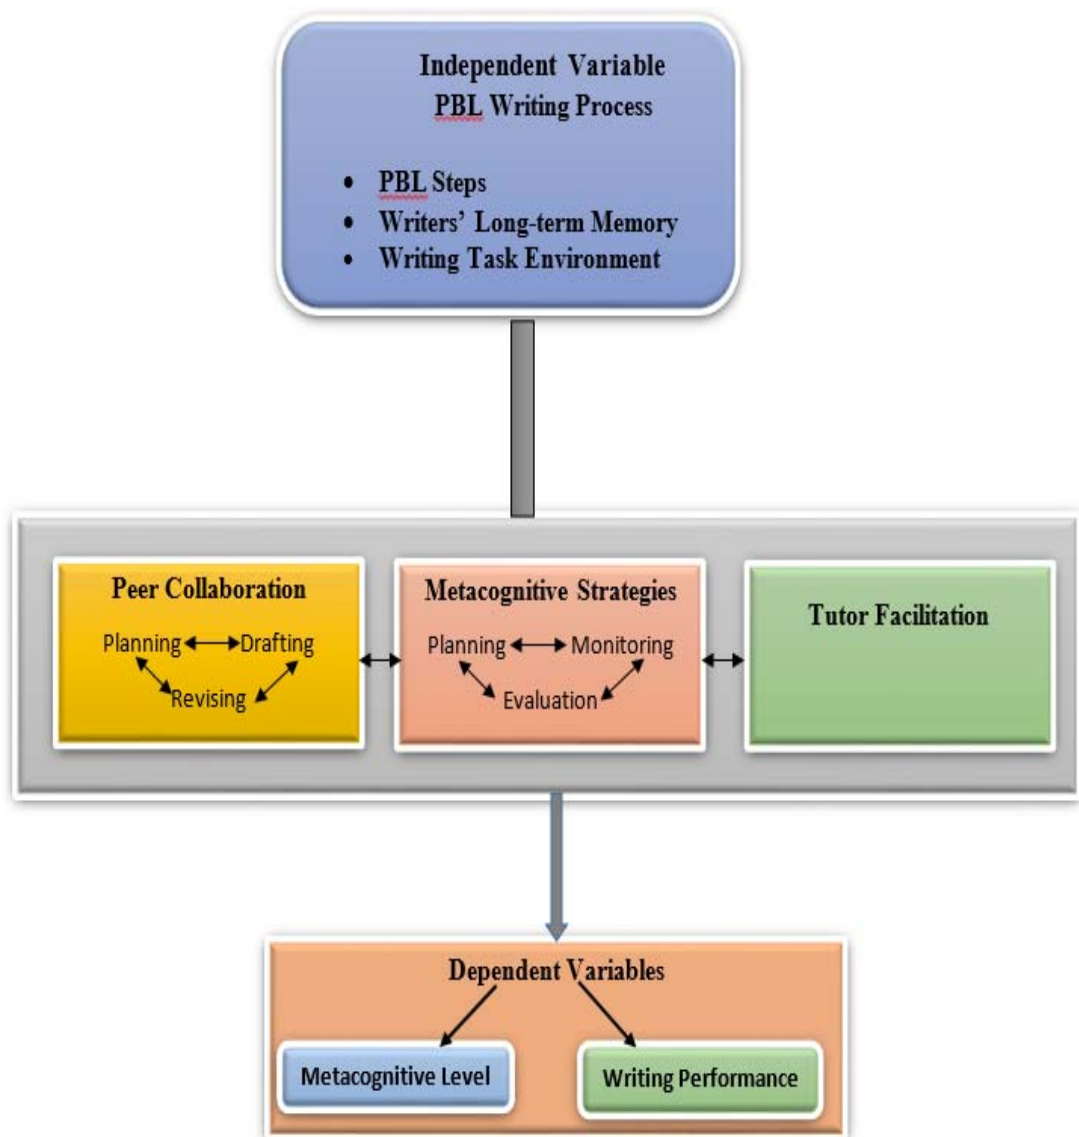 Independent Variable
PBL Writing Process
• PBL Steps
• Writers’ Long-term Memory
• Writing Task Environment
Peer Collaboration
Planning Drafting
Revising
Metacognitive Strategies
Planning Monitoring
Evaluation
Tutor Facilitation
Dependent Variables
Metacognitive Level
Writing Performance